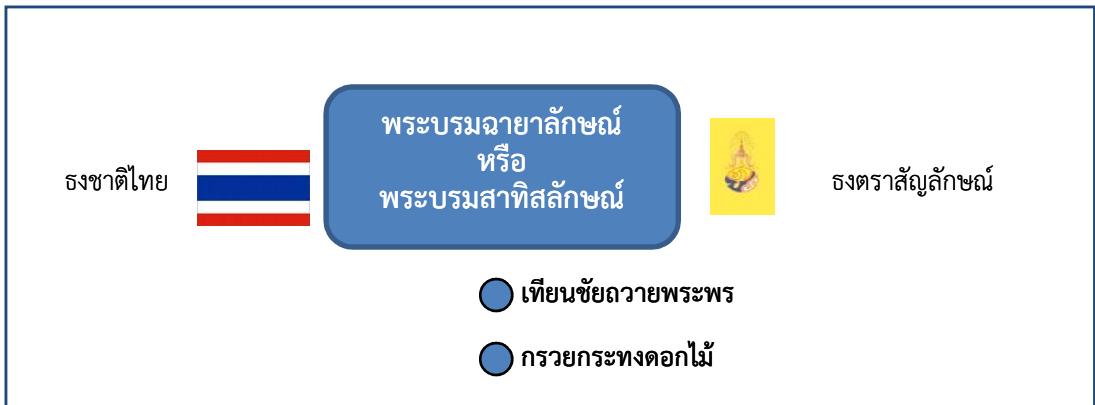 พระบรมฉายาลักษณ์
หรือ
พระบรมสาทิสลักษณ์
ธงชาติไทย
ธงตราสัญลักษณ์
เทียนชัยถวายพระพร
กรวยกระทงดอกไม้